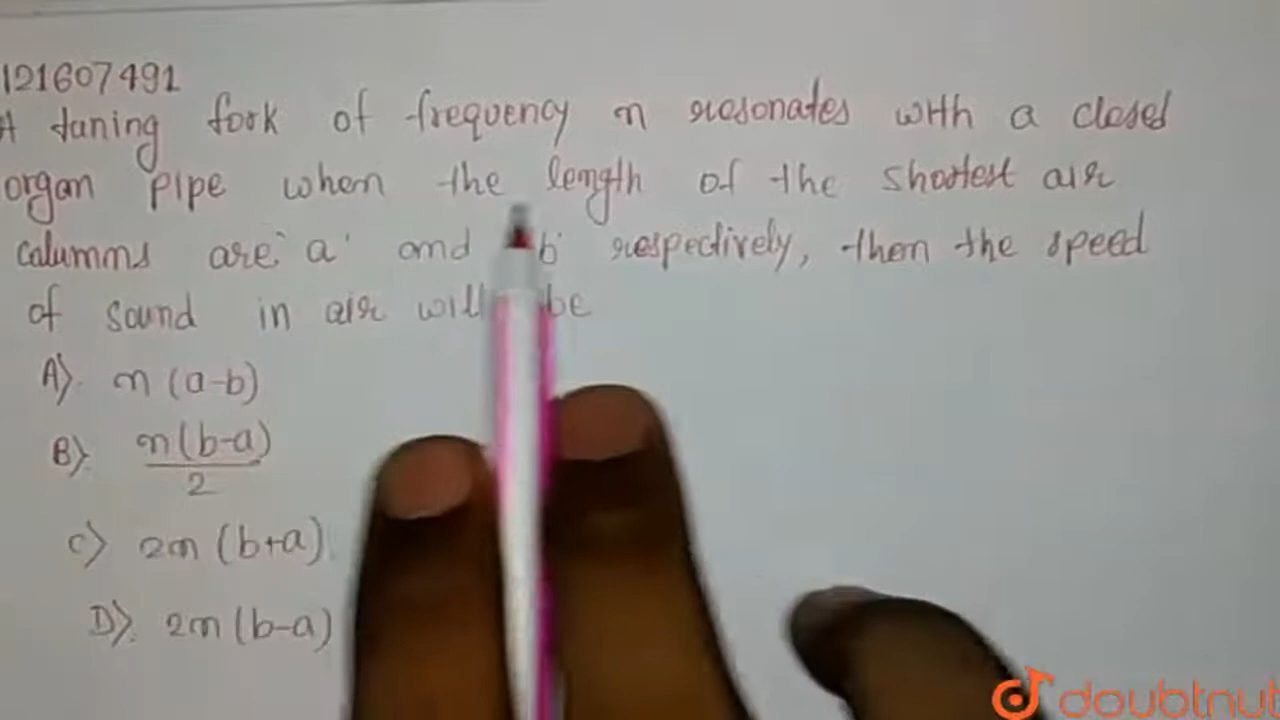 121607491
A tuning fork of frequency n resonates with a closed
organ pipe when the length of the shortest air
calumns are 'a' and 'b' respectively, then the speed
of sound in air will be
A). n(a-b)
B). n(b-a)
2
C) 2n(b+a).
D). 2n(b-a)
doubtnut